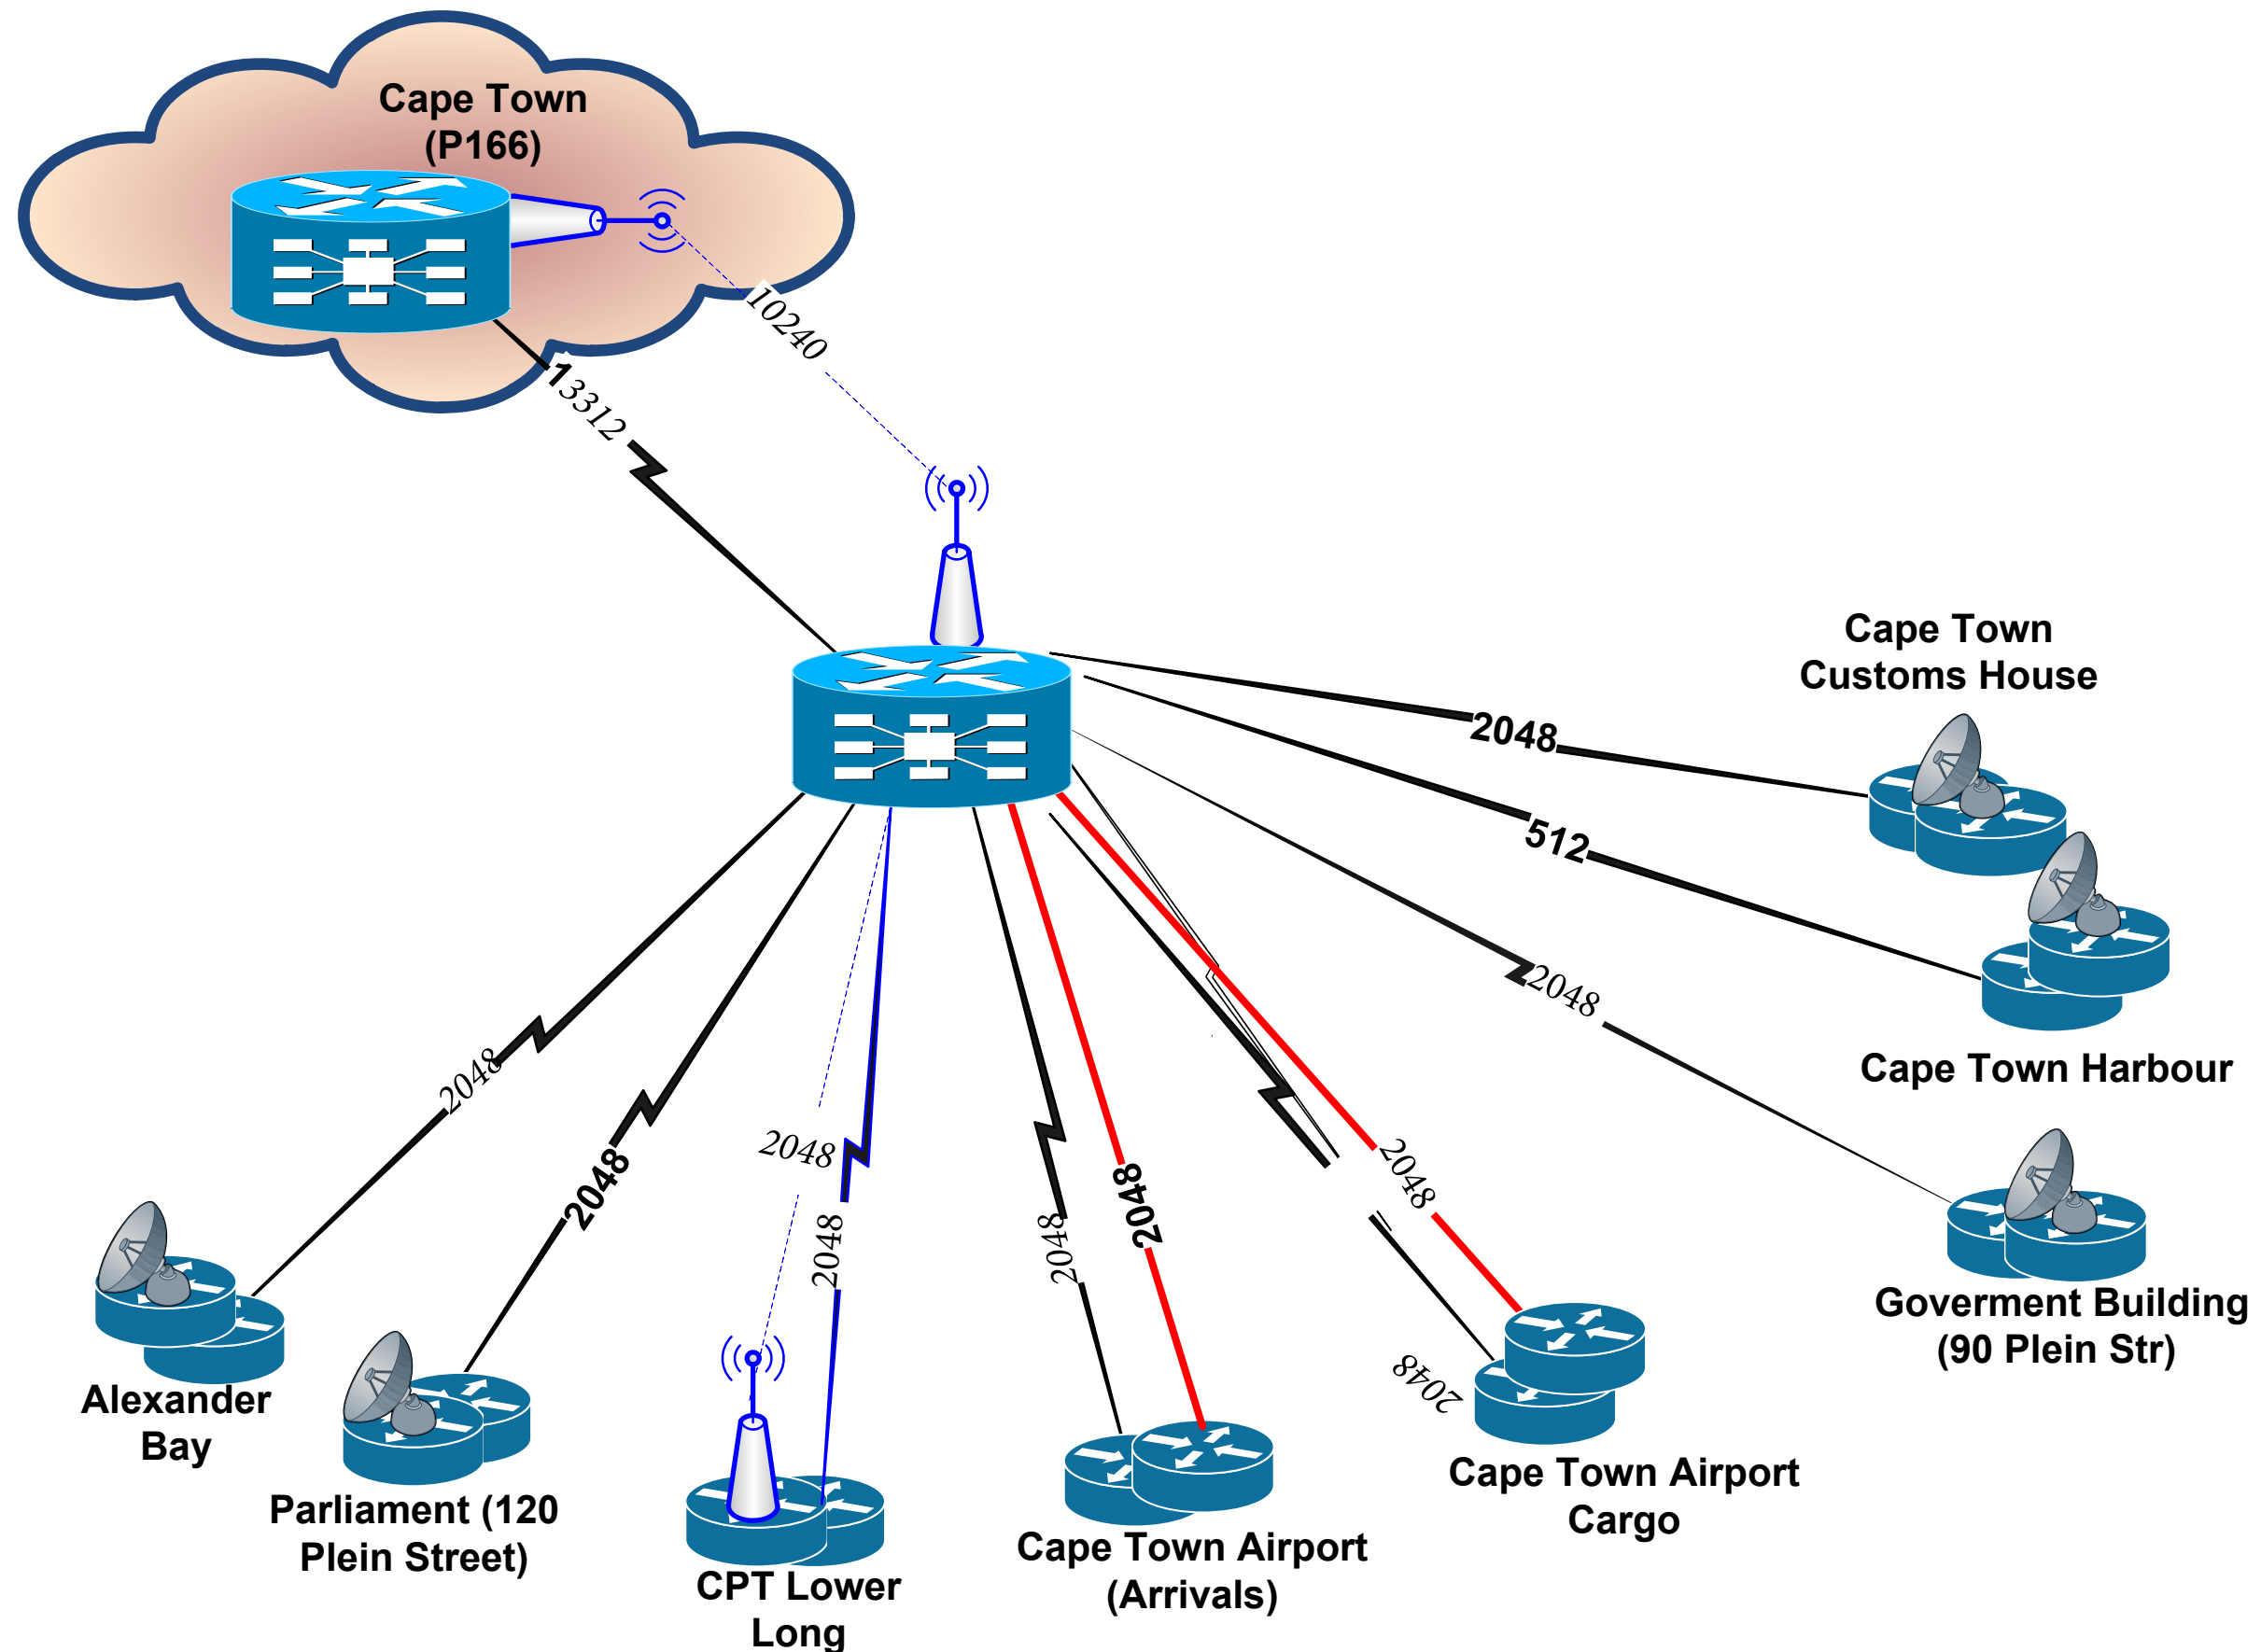 Cape Town
(P166)
10240
13312
Cape Town
Customs House
2048
512
2048
Cape Town Harbour
2048
2048
2048
2048
2048
2048
2048
2048
Goverment Building
(90 Plein Str)
2048
Alexander
Bay
Parliament (120
Plein Street)
CPT Lower
Long
Cape Town Airport
(Arrivals)
Cape Town Airport
Cargo